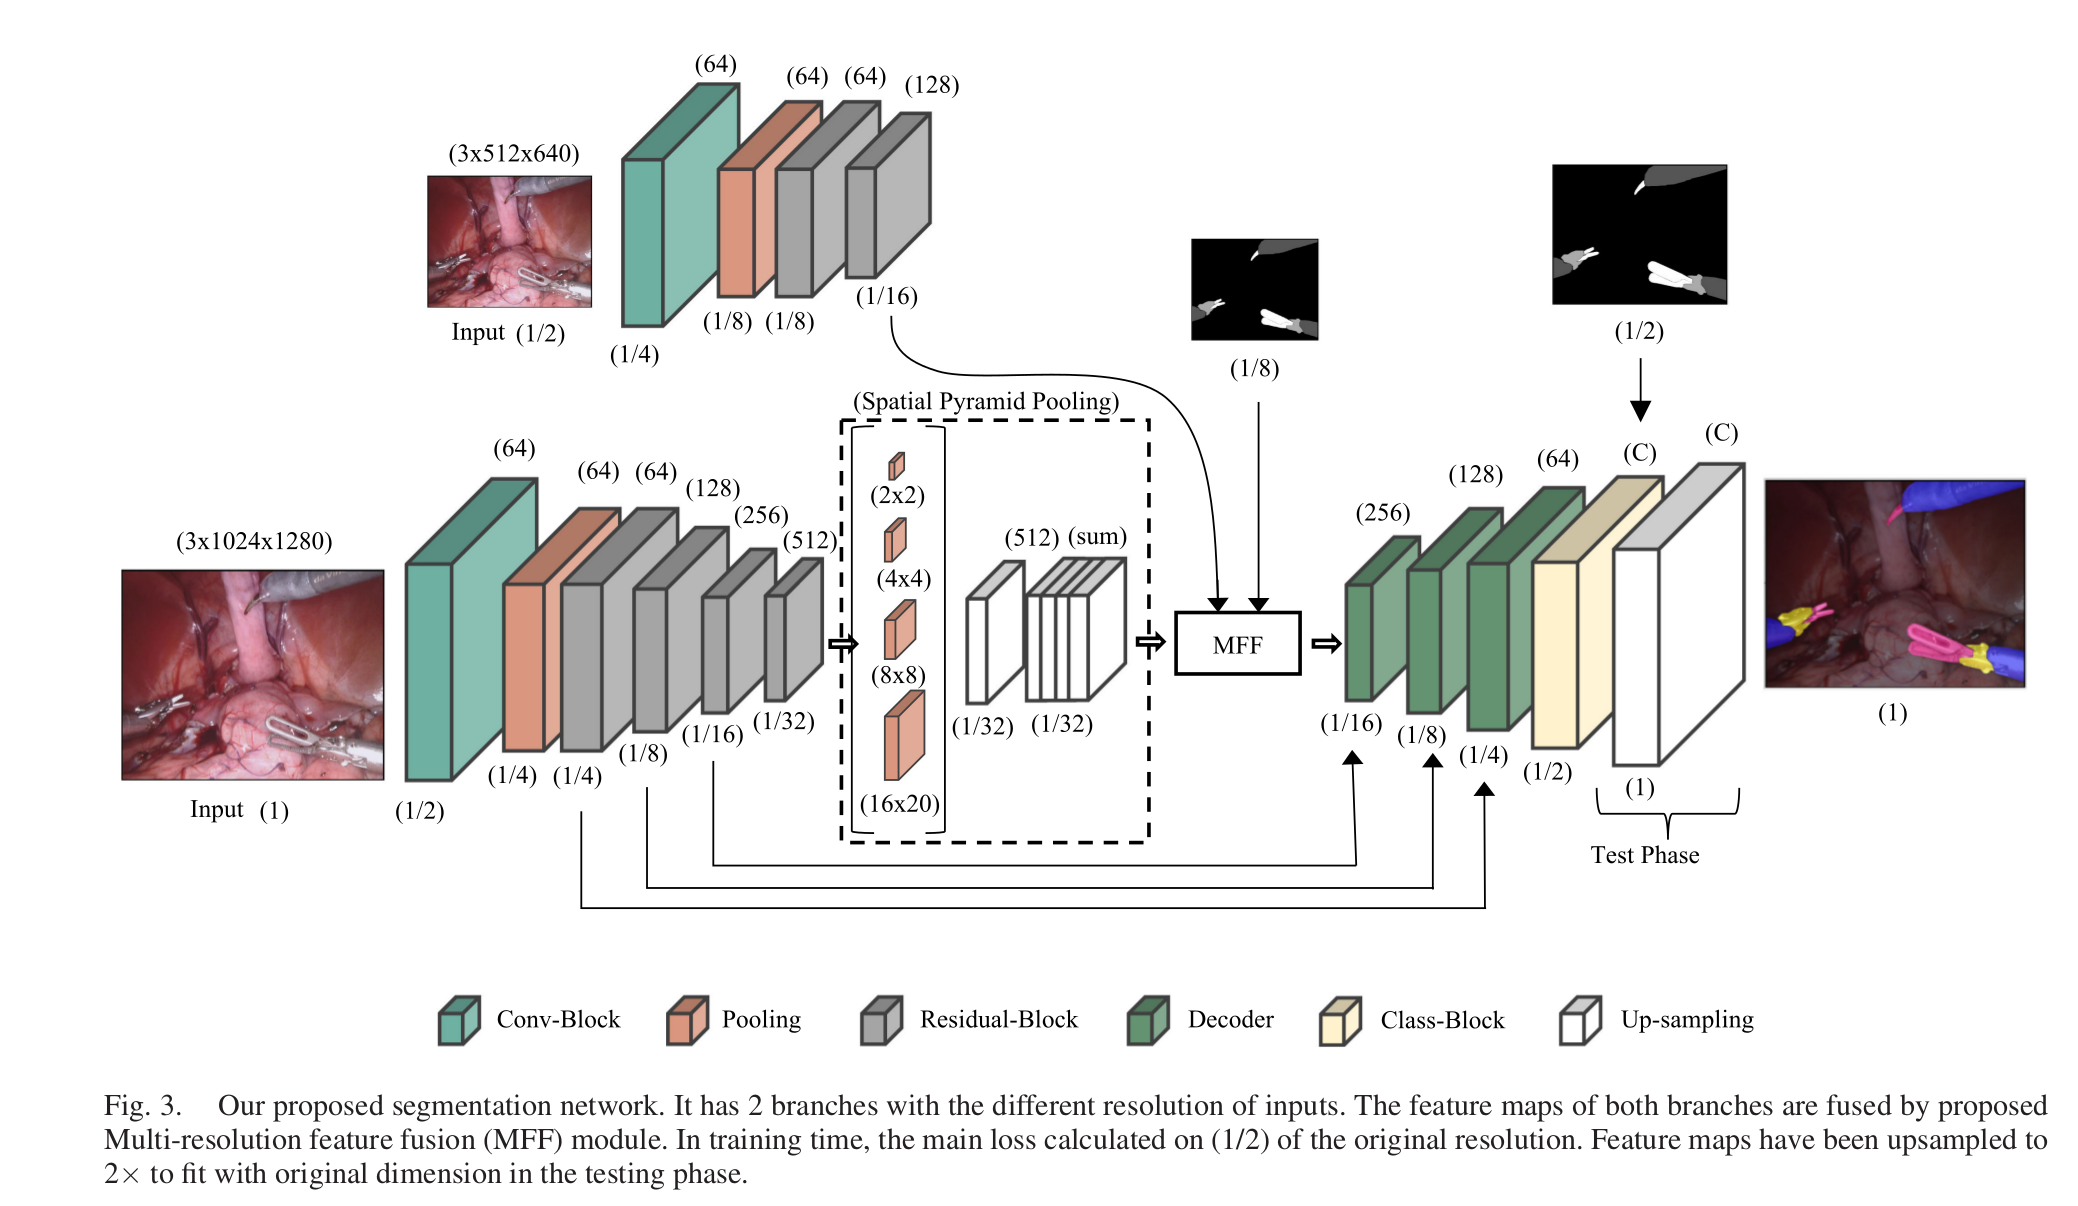 (64)
(64) (64)
(128)
(3x512x640)
Input (1/2)
(1/4)
(1/8) (1/8)
(1/16)
(1/8)
(1/2)
(Spatial Pyramid Pooling)
(3x1024x1280)
Input (1)
(64)
(64) (64)
(128)
(256)
(512)
(1/2)
(1/4) (1/4)
(1/8)
(1/16)
(1/32)
(2x2)
(4x4)
(8x8)
(16x20)
(512) (sum)
(1/32) (1/32)
MFF
(256)
(128)
(64)
(C)
(C)
(1/16)
(1/8)
(1/4)
(1/2)
(1)
(1)
Test Phase
Conv-Block Pooling Residual-Block Decoder Class-Block Up-sampling
Fig. 3. Our proposed segmentation network. It has 2 branches with the different resolution of inputs. The feature maps of both branches are fused by proposed
Multi-resolution feature fusion (MFF) module. In training time, the main loss calculated on (1/2) of the original resolution. Feature maps have been upsampled to
2× to fit with original dimension in the testing phase.